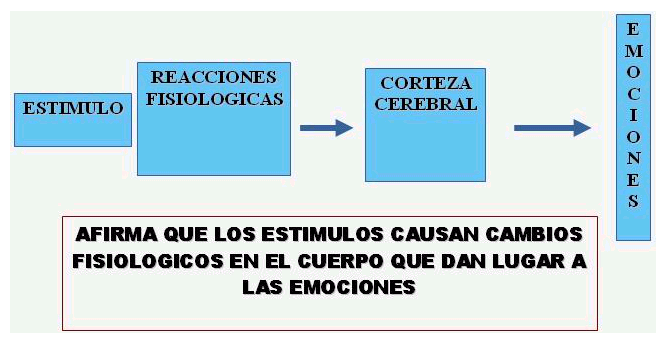 ESTIMULO
REACCIONES
FISIOLOGICAS
CORTEZA
CEREBRAL
EMOCIONES
AFIRMA QUE LOS ESTIMULOS CAUSAN CAMBIOS
FISIOLOGICOS EN EL CUERPO QUE DAN LUGAR A
LAS EMOCIONES